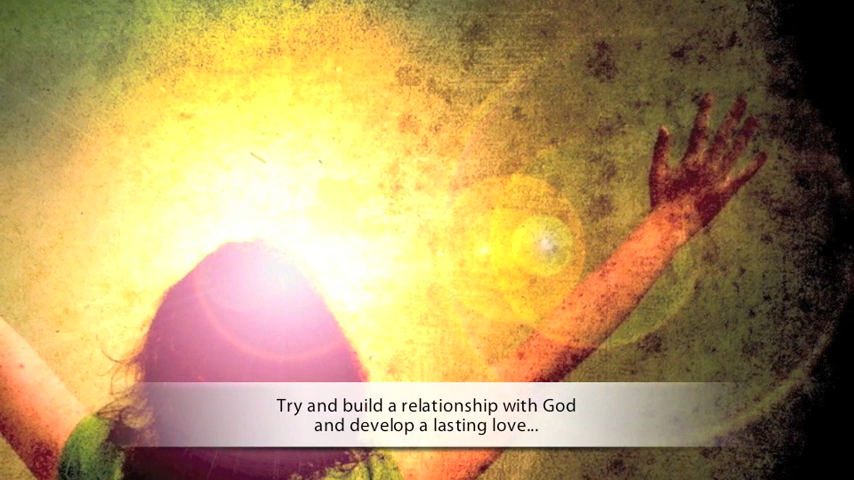 Try and build a relationship with God
and develop a lasting love...